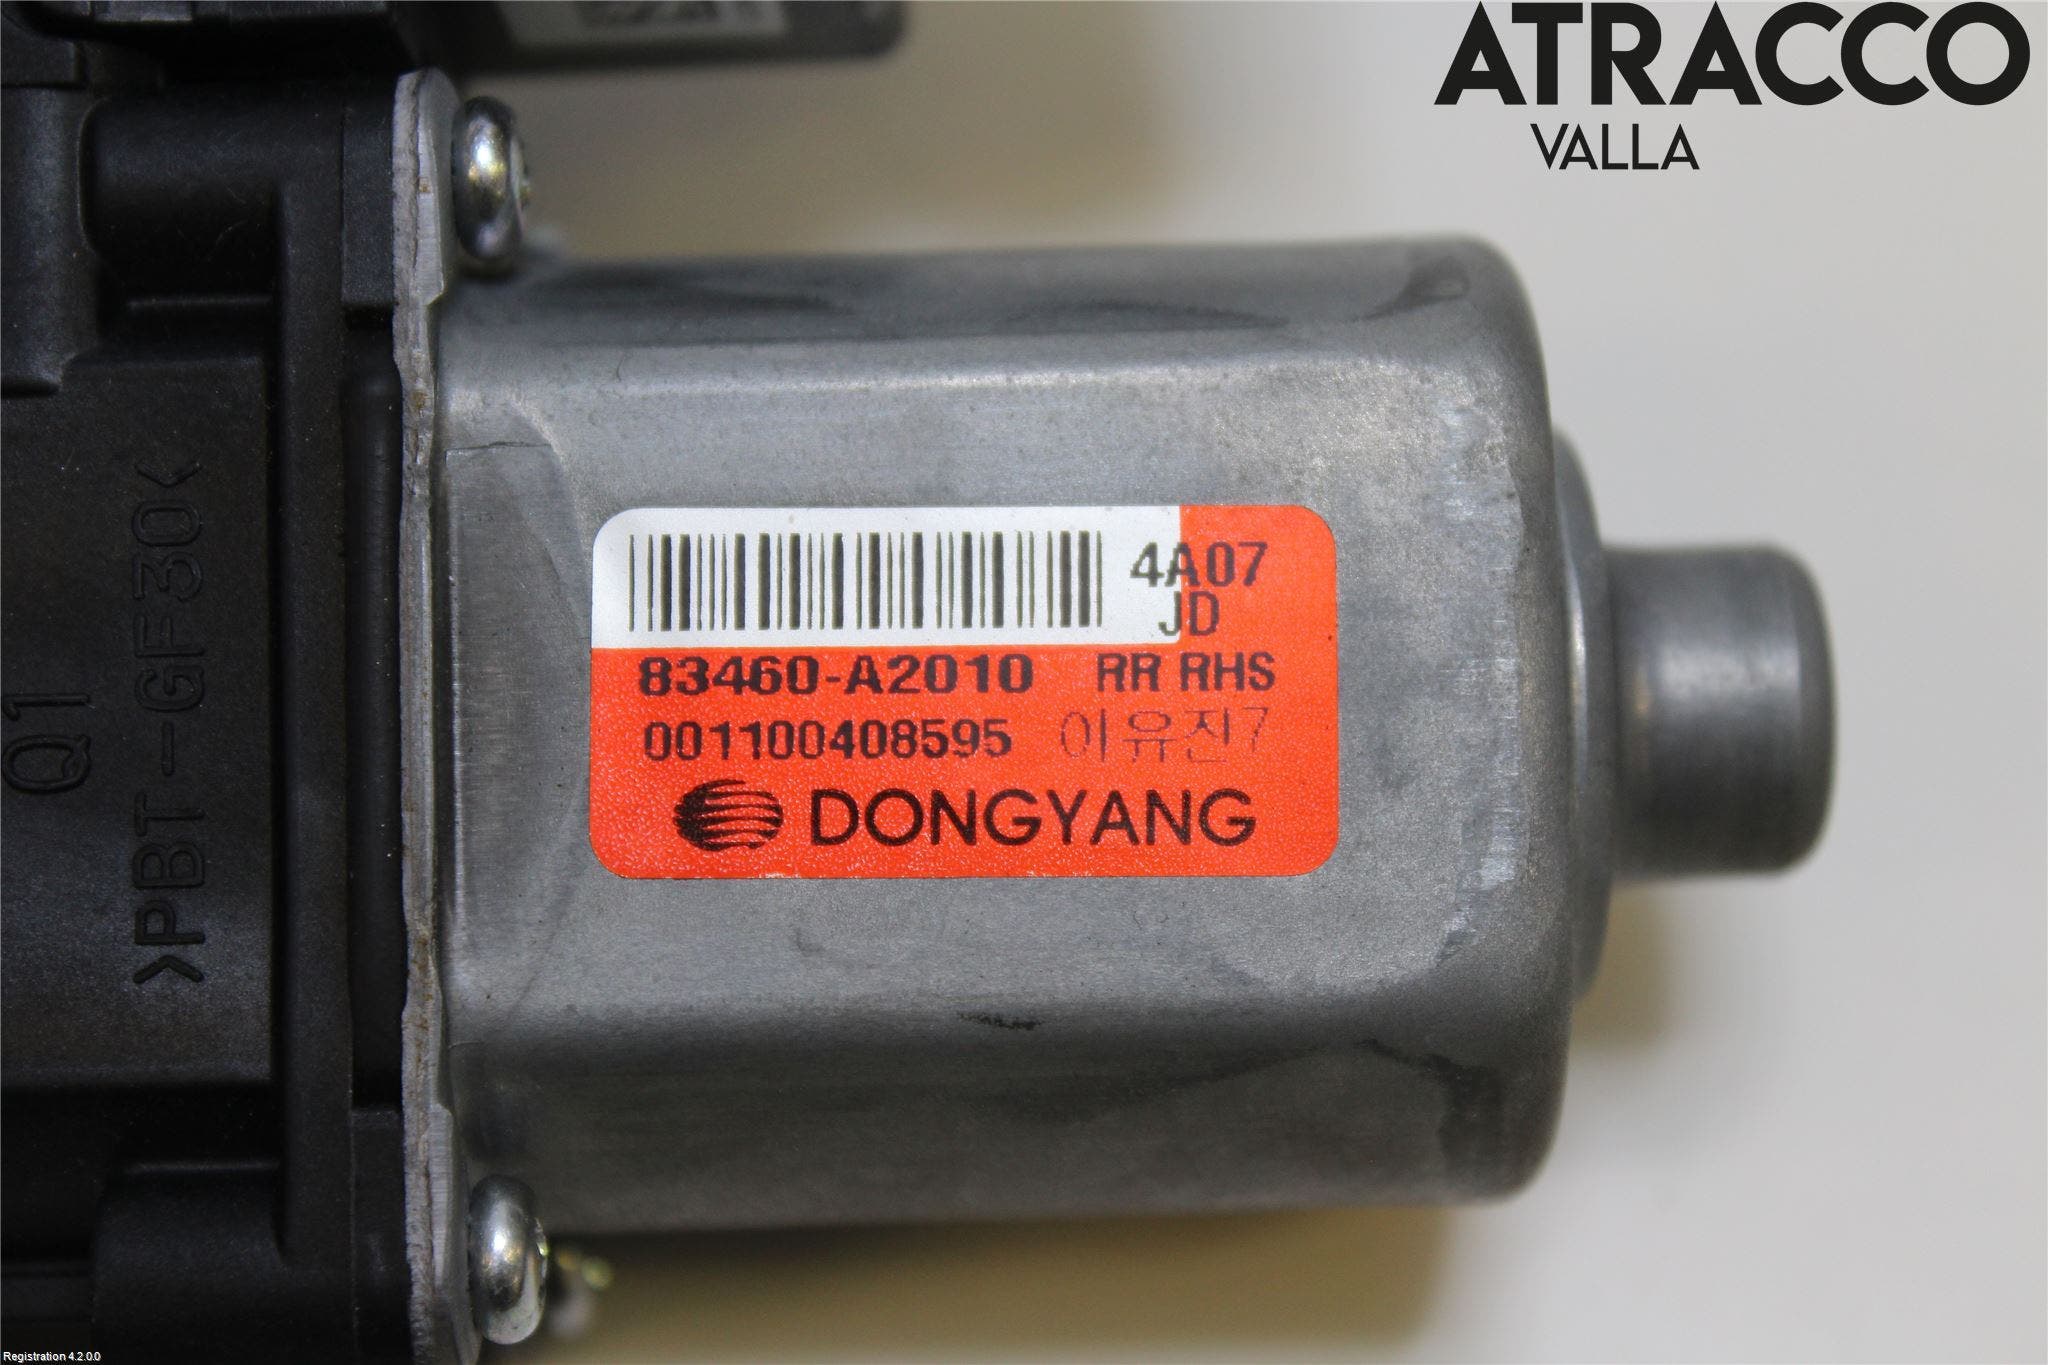 ATRACCO
VALLA
4A07
JD
83460-A2010 RR RHS
001100408595 이유진7
DONGYANG
>PBT-GF30<
Q1
Registration 4.2.0.0